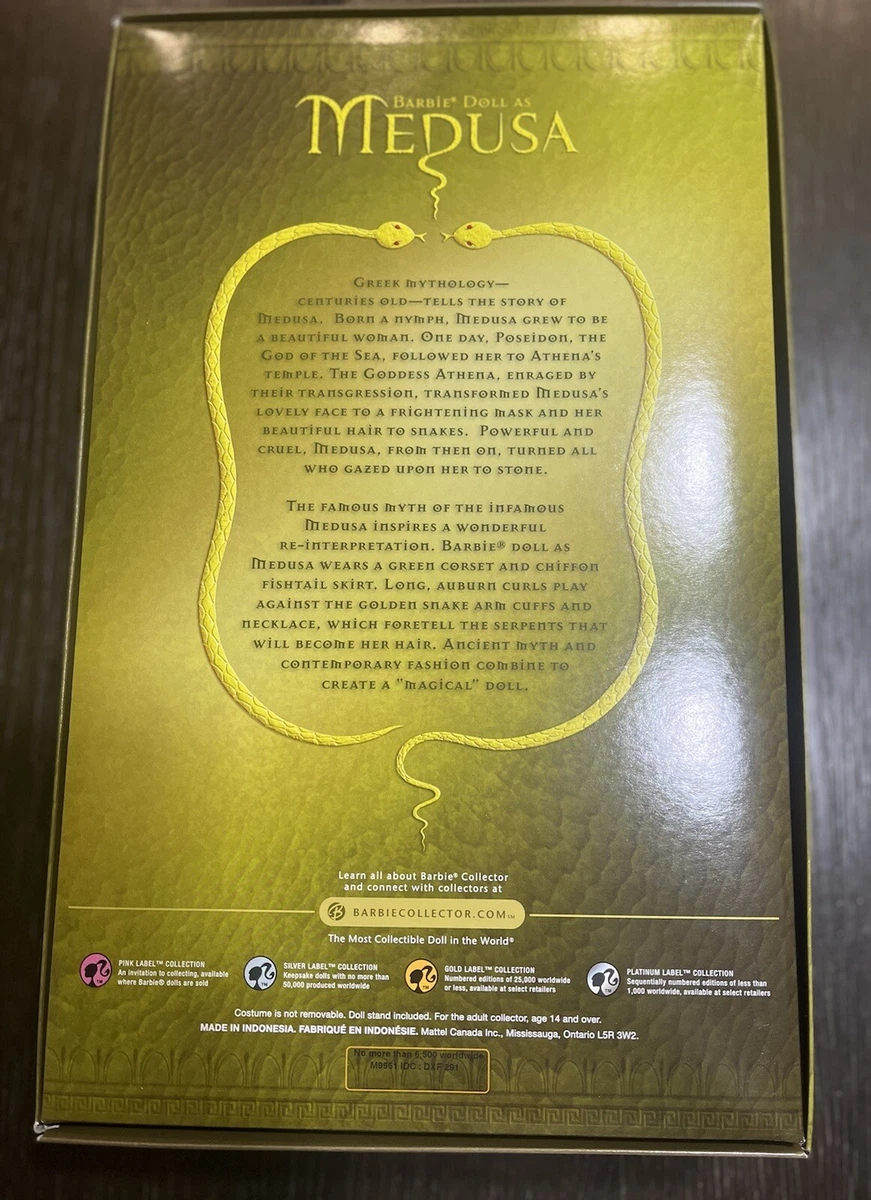 Barbie® Doll as
Medusa
Greek mythology—
centuries old—tells the story of
Medusa. Born a nymph, Medusa grew to be
a beautiful woman. One day, Poseidon, the
God of the Sea, followed her to Athena's
temple. The Goddess Athena, enraged by
their transgression, transformed Medusa's
lovely face to a frightening mask and her
beautiful hair to snakes. Powerful and
cruel, Medusa, from then on, turned all
who gazed upon her to stone.
The famous myth of the infamous
Medusa inspires a wonderful
re-interpretation. Barbie® doll as
Medusa wears a green corset and chiffon
fishtail skirt. Long, auburn curls play
against the golden snake arm cuffs and
necklace, which foretell the serpents that
will become her hair. Ancient myth and
contemporary fashion combine to
create a "magical" doll.
Learn all about Barbie® Collector
and connect with collectors at
B BARBIECOLLECTOR.COM℠
The Most Collectible Doll in the World®
PINK LABEL™ COLLECTION
An invitation to collecting, available
where Barbie® dolls are sold
SILVER LABEL™ COLLECTION
Keepsake dolls with no more than
50,000 produced worldwide
GOLD LABEL™ COLLECTION
Numbered editions of 25,000 worldwide
or less, available at select retailers
PLATINUM LABEL™ COLLECTION
Sequentially numbered editions of less than
1,000 worldwide, available at select retailers
Costume is not removable. Doll stand included. For the adult collector, age 14 and over.
MADE IN INDONESIA. FABRIQUÉ EN INDONÉSIE. Mattel Canada Inc., Mississauga, Ontario L5R 3W2.
No more than 6,500 worldwide
M9961 IDC : DXF 291